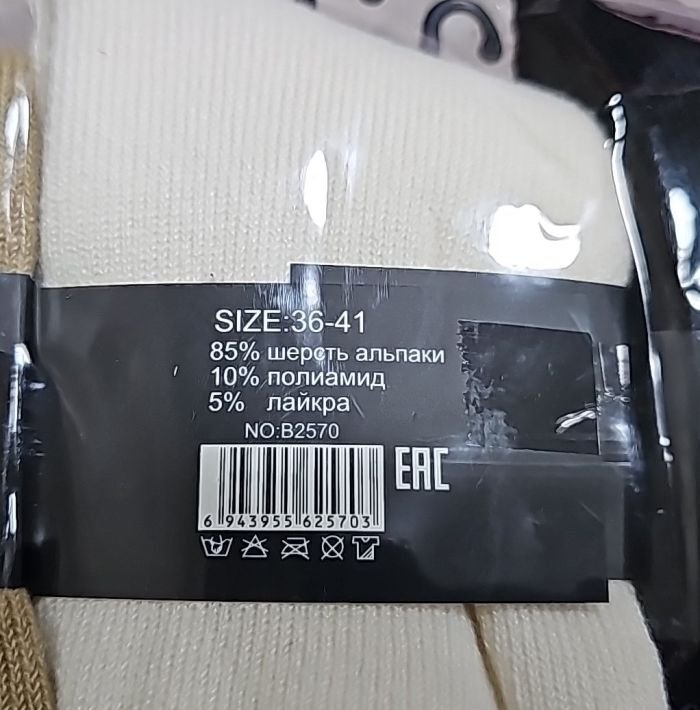 SIZE:36-41
85% шерсть альпаки
10% полиамид
5% лайкра
NO:B2570
EAC
6 943955 625703